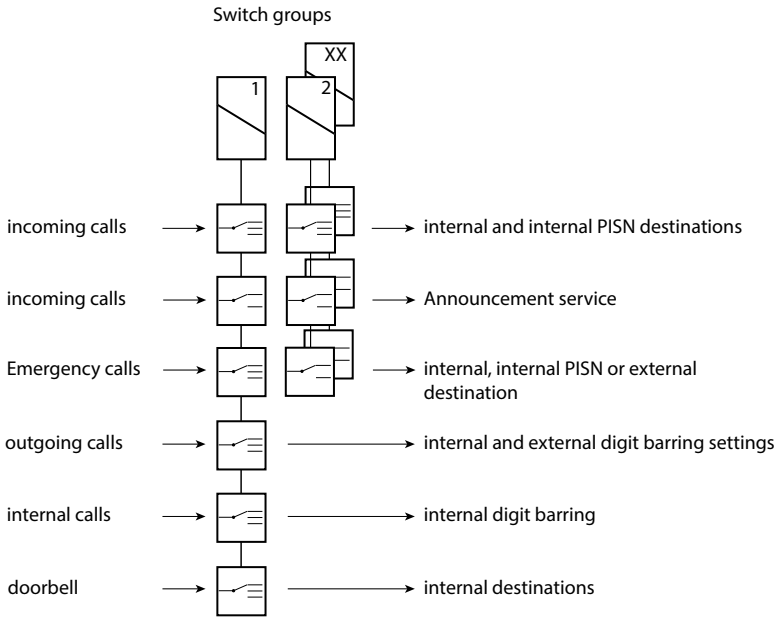 Switch groups
XX
1
2
incoming calls
internal and internal PISN destinations
incoming calls
Announcement service
Emergency calls
internal, internal PISN or external
destination
outgoing calls
internal and external digit barring settings
internal calls
internal digit barring
doorbell
internal destinations